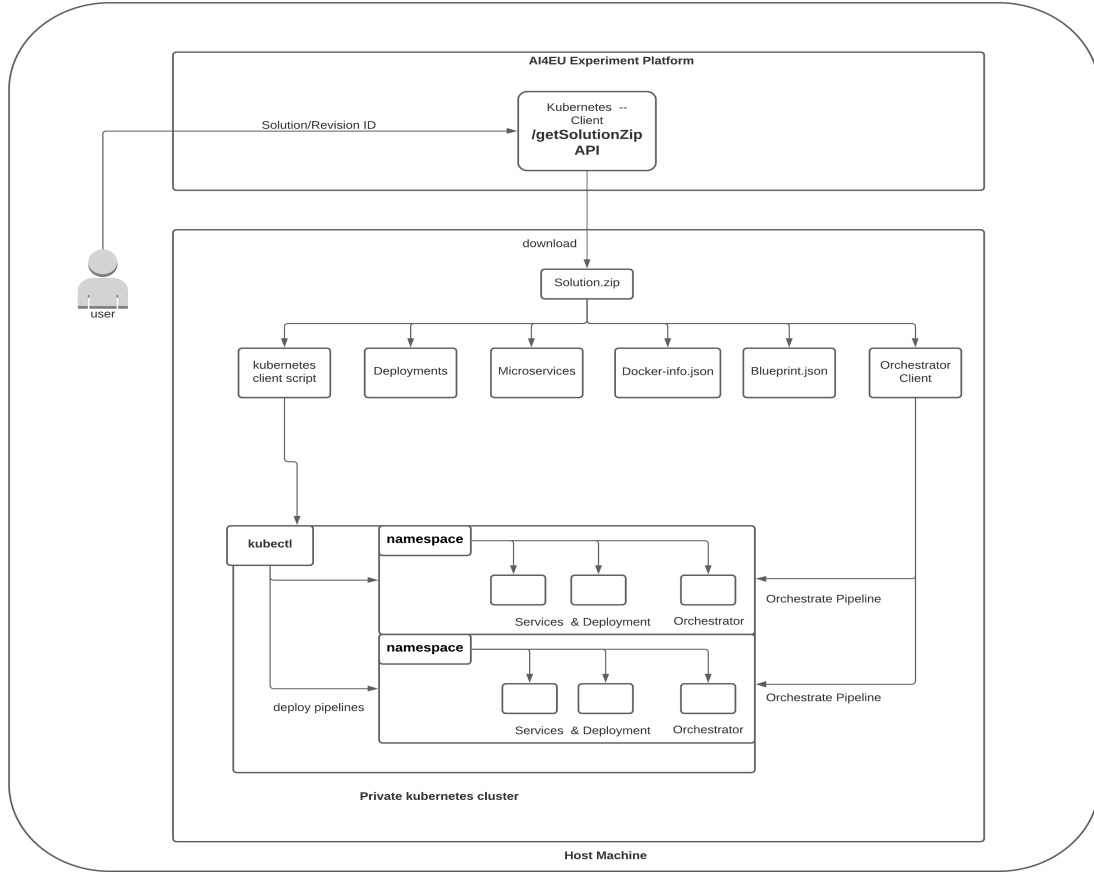 AI4EU Experiment Platform
Kubernetes --
Client
/getSolutionZip
API
Solution/Revision ID
user
download
Solution.zip
kubernetes
client script
Deployments
Microservices
Docker-info.json
Blueprint.json
Orchestrator
Client
kubectl
namespace
Services & Deployment
Orchestrator
Orchestrate Pipeline
namespace
Services & Deployment
Orchestrator
Orchestrate Pipeline
deploy pipelines
Private kubernetes cluster
Host Machine